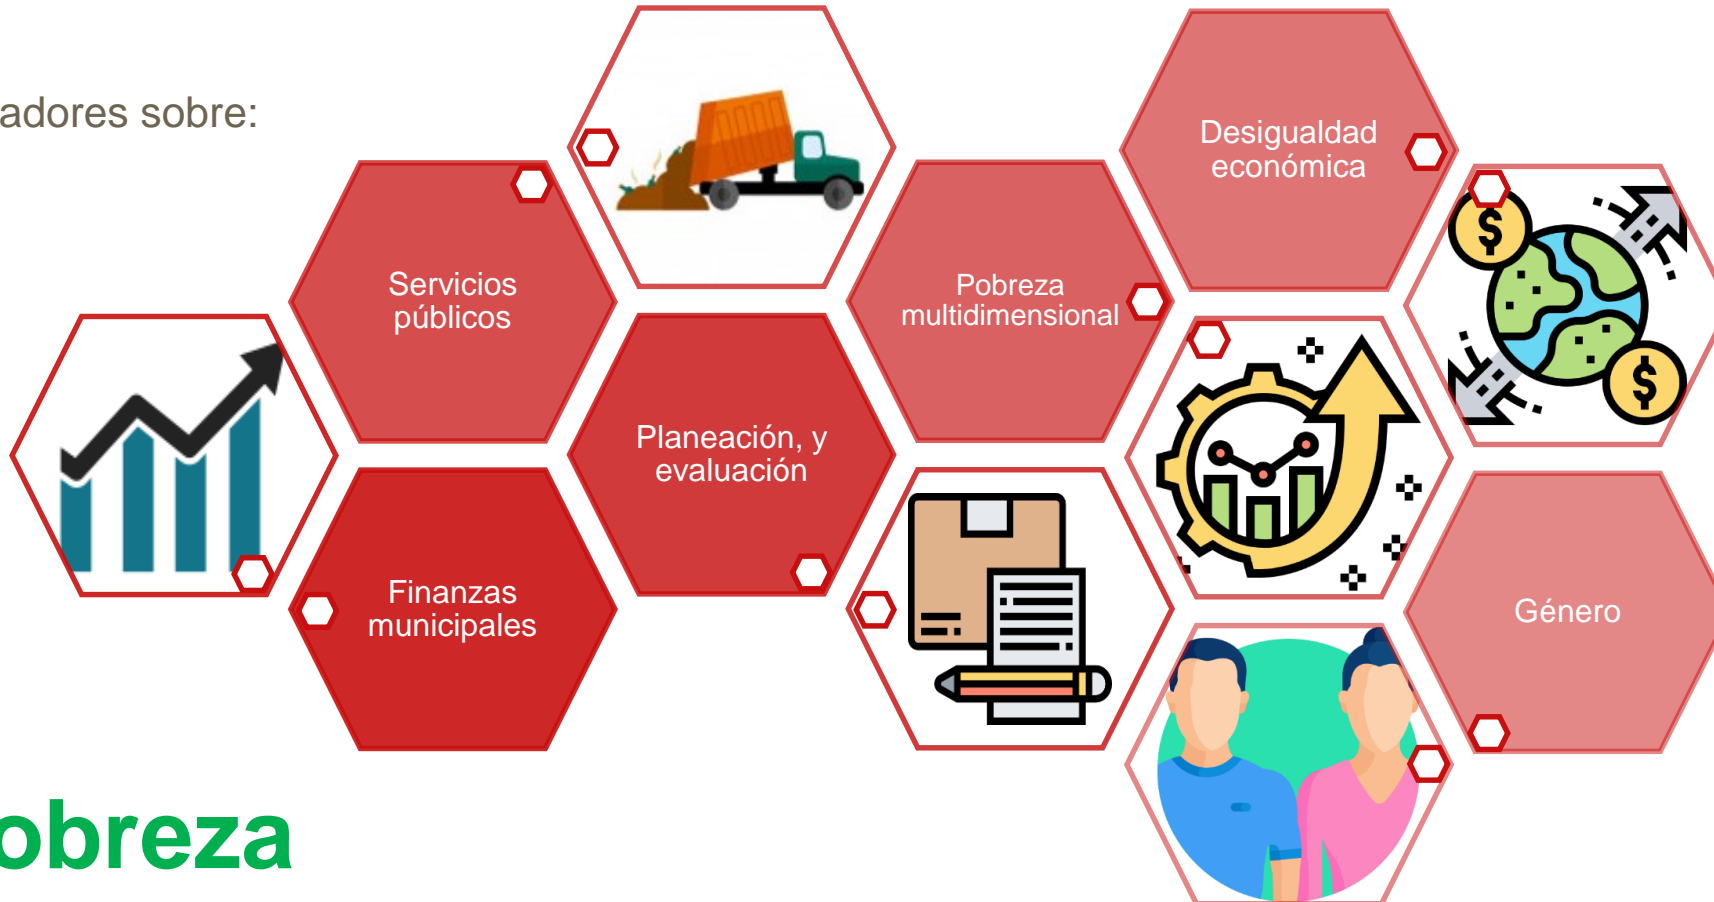 adores sobre:
Desigualdad
económica
Servicios
públicos
Pobreza
multidimensional
Planeación, y
evaluación
Finanzas
municipales
Género
$
$
obreza